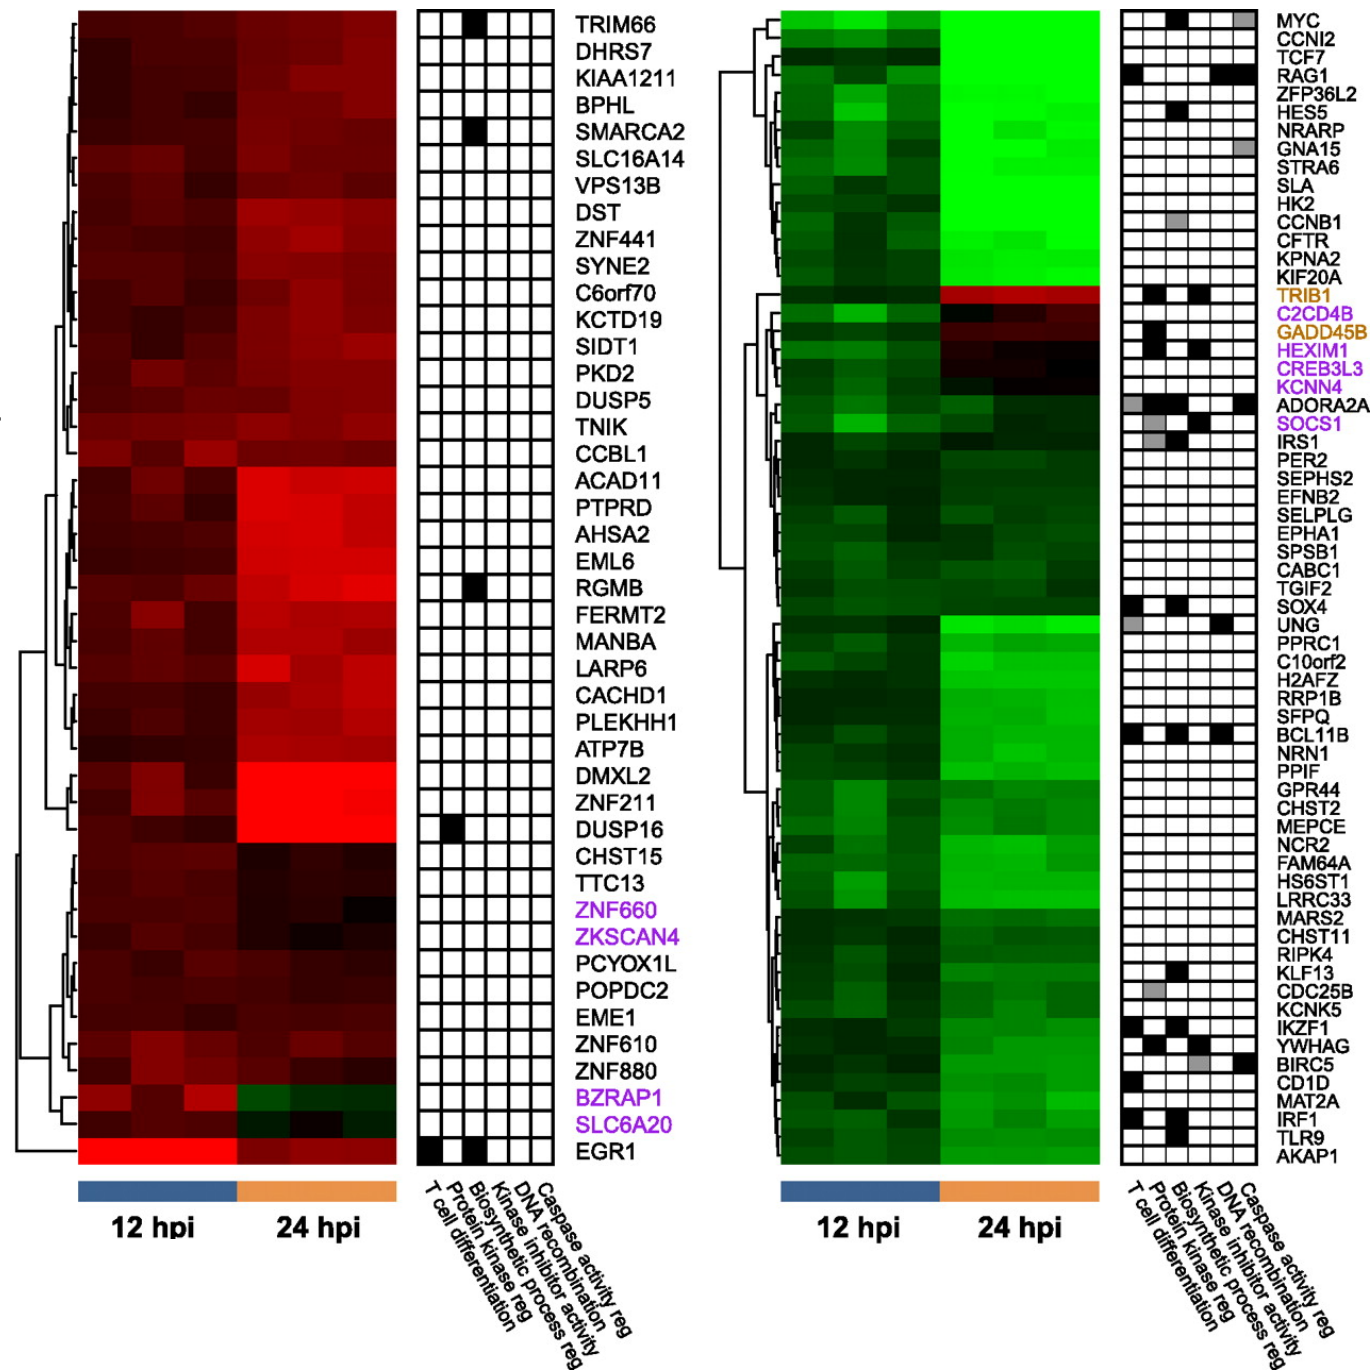 TRIM66
DHRS7
KIAA1211
BPHL
SMARCA2
SLC16A14
VPS13B
DST
ZNF441
SYNE2
C6orf70
KCTD19
SIDT1
PKD2
DUSP5
TNIK
CCBL1
ACAD11
PTPRD
AHSA2
EML6
RGMB
FERMT2
MANBA
LARP6
CACHD1
PLEKHH1
ATP7B
DMXL2
ZNF211
DUSP16
CHST15
TTC13
ZNF660
ZKSCAN4
PCYOX1L
POPDC2
EME1
ZNF610
ZNF880
BZRAP1
SLC6A20
EGR1
12 hpi
24 hpi
T cell differentiation
Protein kinase reg
Biosynthetic process reg
Kinase inhibitor activity
DNA recombination
Caspase activity reg
MYC
CCNI2
TCF7
RAG1
ZFP36L2
HES5
NRARP
GNA15
STRA6
SLA
HK2
CCNB1
CFTR
KPNA2
KIF20A
TRIB1
C2CD4B
GADD45B
HEXIM1
CREB3L3
KCNN4
ADORA2A
SOCS1
IRS1
PER2
SEPHS2
EFNB2
SELPLG
EPHA1
SPSB1
CABC1
TGIF2
SOX4
UNG
PPRC1
C10orf2
H2AFZ
RRP1B
SFPQ
BCL11B
NRN1
PPIF
GPR44
CHST2
MEPCE
NCR2
FAM64A
HS6ST1
LRRC33
MARS2
CHST11
RIPK4
KLF13
CDC25B
KCNK5
IKZF1
YWHAG
BIRC5
CD1D
MAT2A
IRF1
TLR9
AKAP1
12 hpi
24 hpi
T cell differentiation
Protein kinase reg
Biosynthetic process reg
Kinase inhibitor activity
DNA recombination
Caspase activity reg